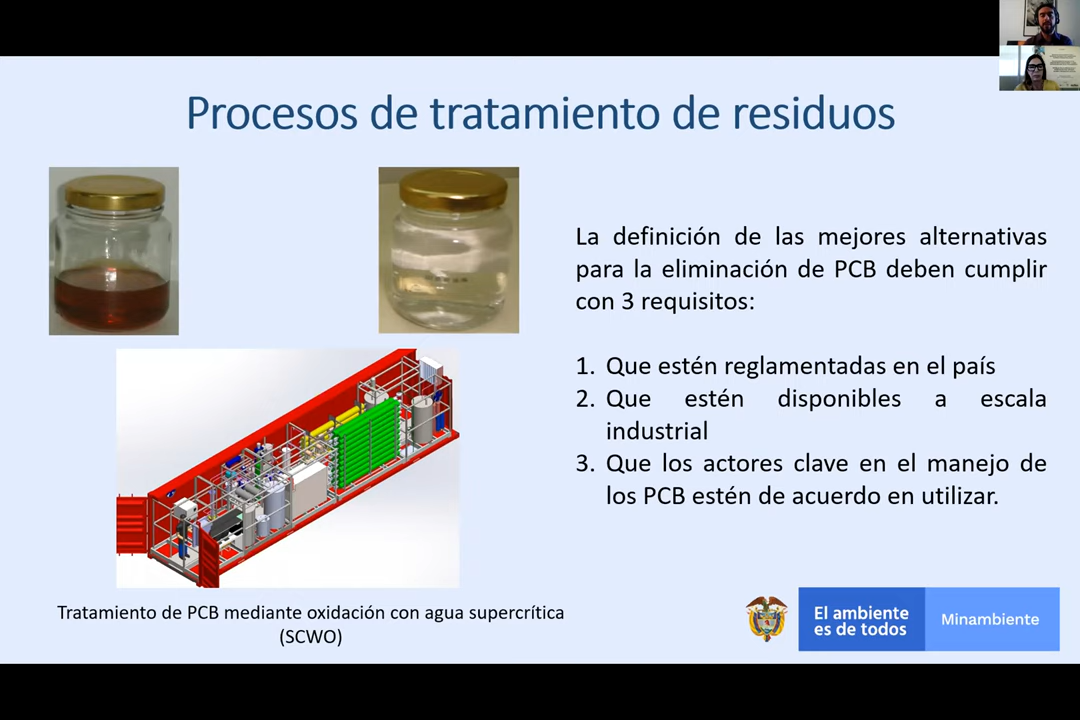 Procesos de tratamiento de residuos
La definición de las mejores alternativas
para la eliminación de PCB deben cumplir
con 3 requisitos:
1. Que estén reglamentadas en el país
2. Que estén disponibles a escala
industrial
3. Que los actores clave en el manejo de
los PCB estén de acuerdo en utilizar.
Tratamiento de PCB mediante oxidación con agua supercrítica
(SCWO)
El ambiente
es de todos
Minambiente